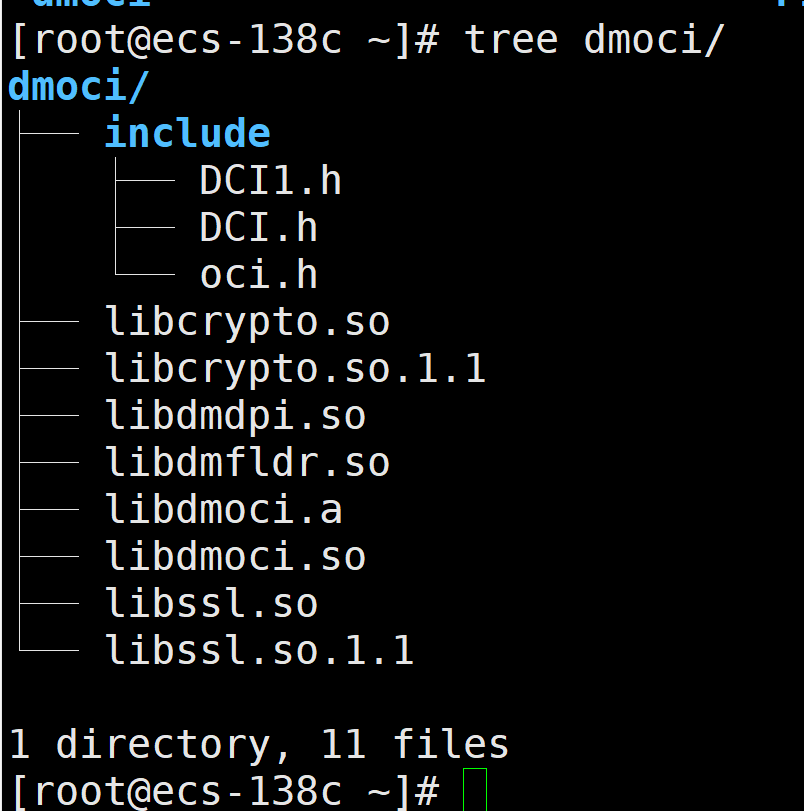 dmoci
[root@ecs-138c ~]# tree dmoci/
dmoci/
include
DCI1.h
DCI.h
oci.h
libcrypto.so
libcrypto.so.1.1
libdmdpi.so
libdmfldr.so
libdmoci.a
libdmoci.so
libssl.so
libssl.so.1.1
1 directory, 11 files
[root@ecs-138c ~]#